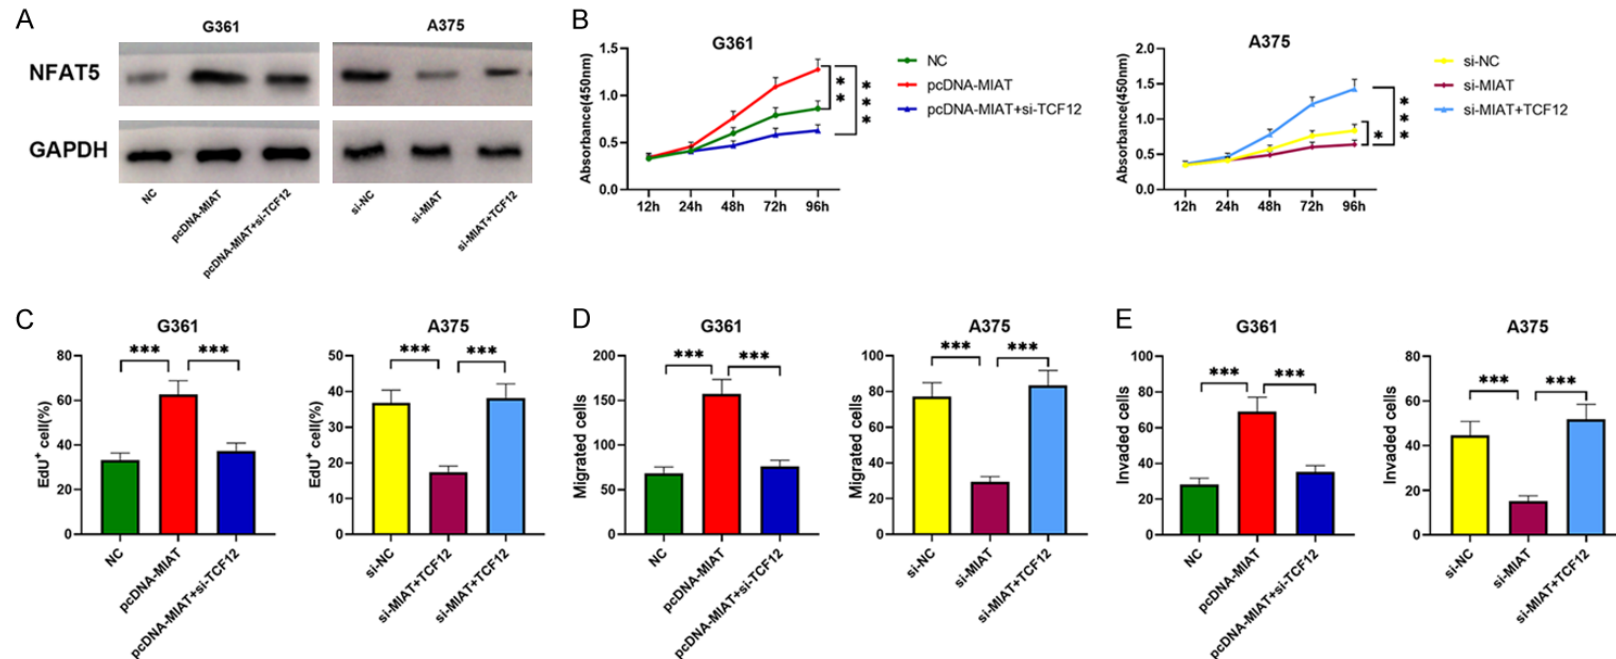 A
G361
A375
NFAT5
GAPDH
NC
pcDNA-MIAT
pcDNA-MIAT+si-TCF12
si-NC
si-MIAT
si-MIAT+TCF12
B
G361
Absorbance(450nm)
1.5
1.0
0.5
0.0
12h 24h 48h 72h 96h
**
***
NC
pcDNA-MIAT
pcDNA-MIAT+si-TCF12
A375
Absorbance(450nm)
2.0
1.5
1.0
0.5
0.0
12h 24h 48h 72h 96h
*
***
si-NC
si-MIAT
si-MIAT+TCF12
C
G361
EdU+ cell(%)
80
60
40
20
0
*** ***
NC
pcDNA-MIAT
pcDNA-MIAT+si-TCF12
A375
EdU+ cell(%)
50
40
30
20
10
0
*** ***
si-NC
si-MIAT+TCF12
si-MIAT+TCF12
D
G361
Migrated cells
200
150
100
50
0
*** ***
NC
pcDNA-MIAT
pcDNA-MIAT+si-TCF12
A375
Migrated cells
100
80
60
40
20
0
*** ***
si-NC
si-MIAT
si-MIAT+TCF12
E
G361
Invaded cells
100
80
60
40
20
0
*** ***
NC
pcDNA-MIAT
pcDNA-MIAT+si-TCF12
A375
Invaded cells
80
60
40
20
0
*** ***
si-NC
si-MIAT
si-MIAT+TCF12